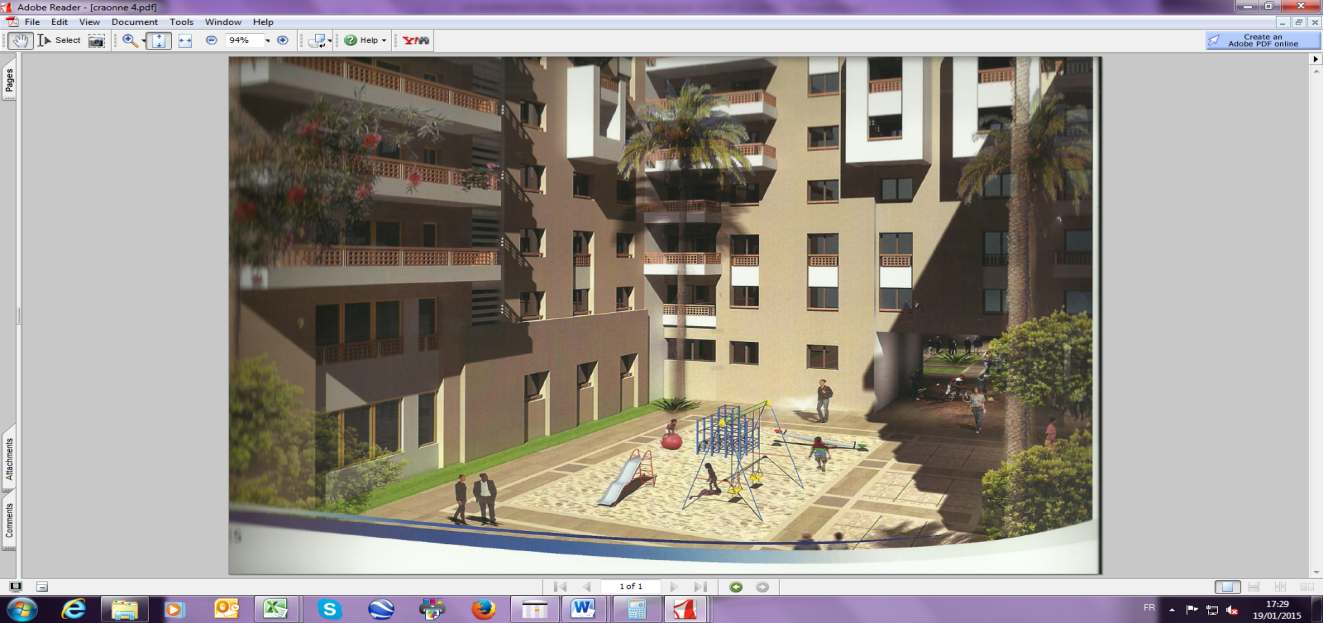 Adobe Reader - [craonne 4.pdf]
File Edit View Document Tools Window Help
Select
94%
Help
Y!
Create an
Adobe PDF online
Pages
Attachments
Comments
1 of 1
FR
17:29
19/01/2015